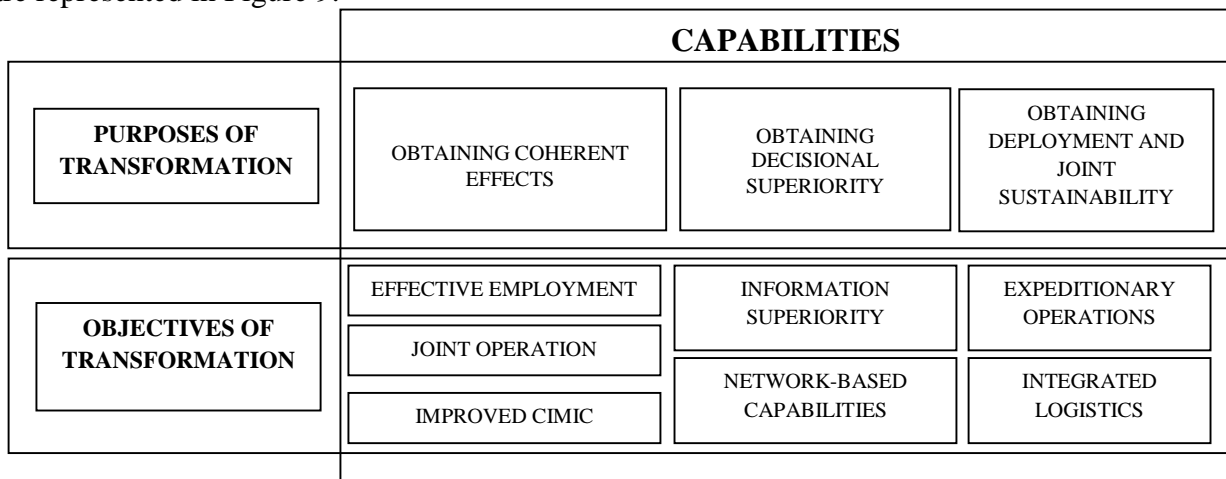 represented in Figure 9.
CAPABILITIES
PURPOSES OF
TRANSFORMATION
OBTAINING COHERENT
EFFECTS
OBTAINING
DECISIONAL
SUPERIORITY
OBTAINING
DEPLOYMENT AND
JOINT
SUSTAINABILITY
OBJECTIVES OF
TRANSFORMATION
EFFECTIVE EMPLOYMENT
JOINT OPERATION
IMPROVED CIMIC
INFORMATION
SUPERIORITY
NETWORK-BASED
CAPABILITIES
EXPEDITIONARY
OPERATIONS
INTEGRATED
LOGISTICS